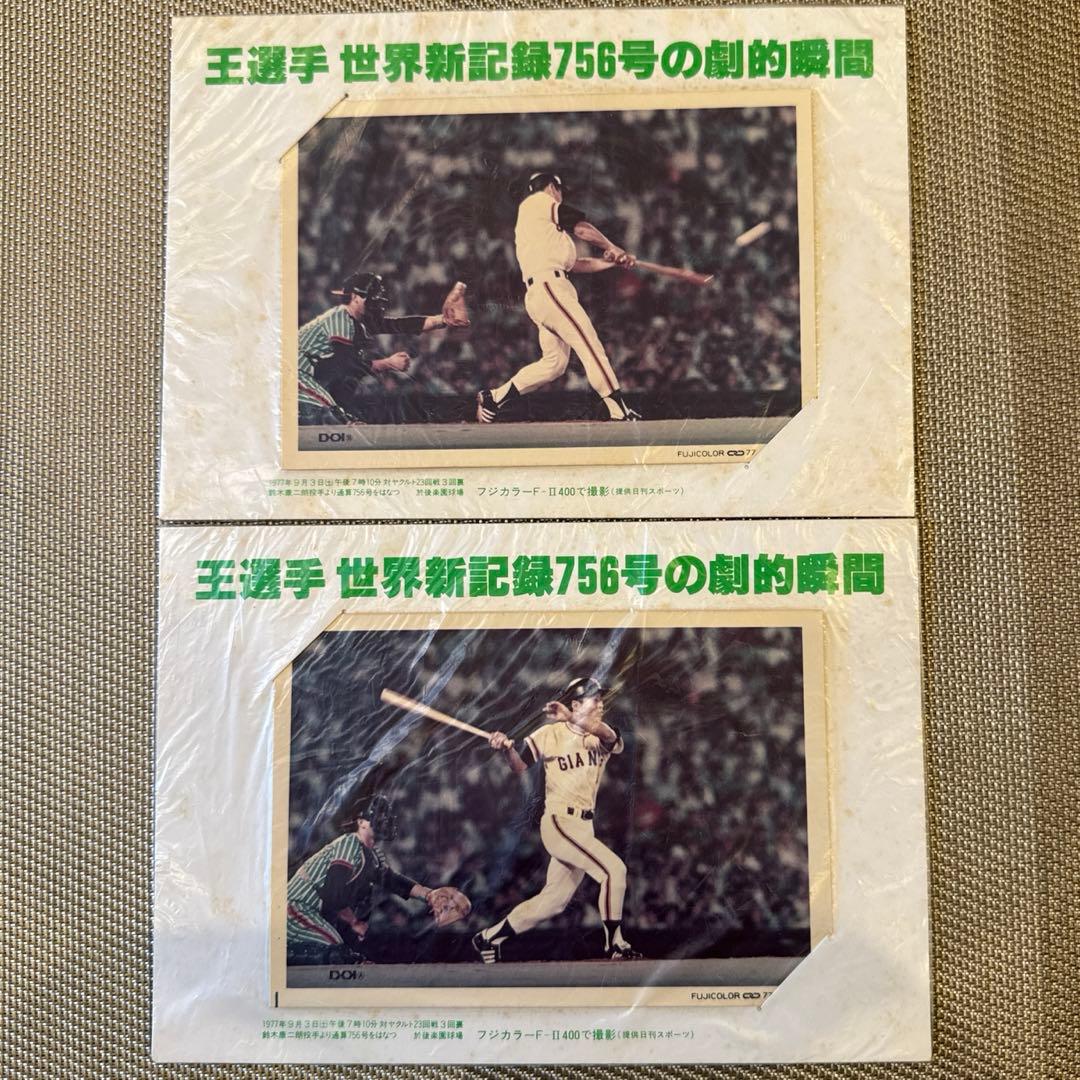 王選手 世界新記録756号の劇的瞬間
DOI
FUJICOLOR 77
1977年9月3日(土)午後7時10分 対ヤクルト23回戦3回裏
鈴木康二朗投手より通算756号をはなつ 於後楽園球場 フジカラーF-II400で撮影(提供日刊スポーツ)
王選手 世界新記録756号の劇的瞬間
GIAN
DOI
FUJICOLOR 77
1977年9月3日(土)午後7時10分 対ヤクルト23回戦3回裏
鈴木康二朗投手より通算756号をはなつ 於後楽園球場 フジカラーF-II400で撮影(提供日刊スポーツ)